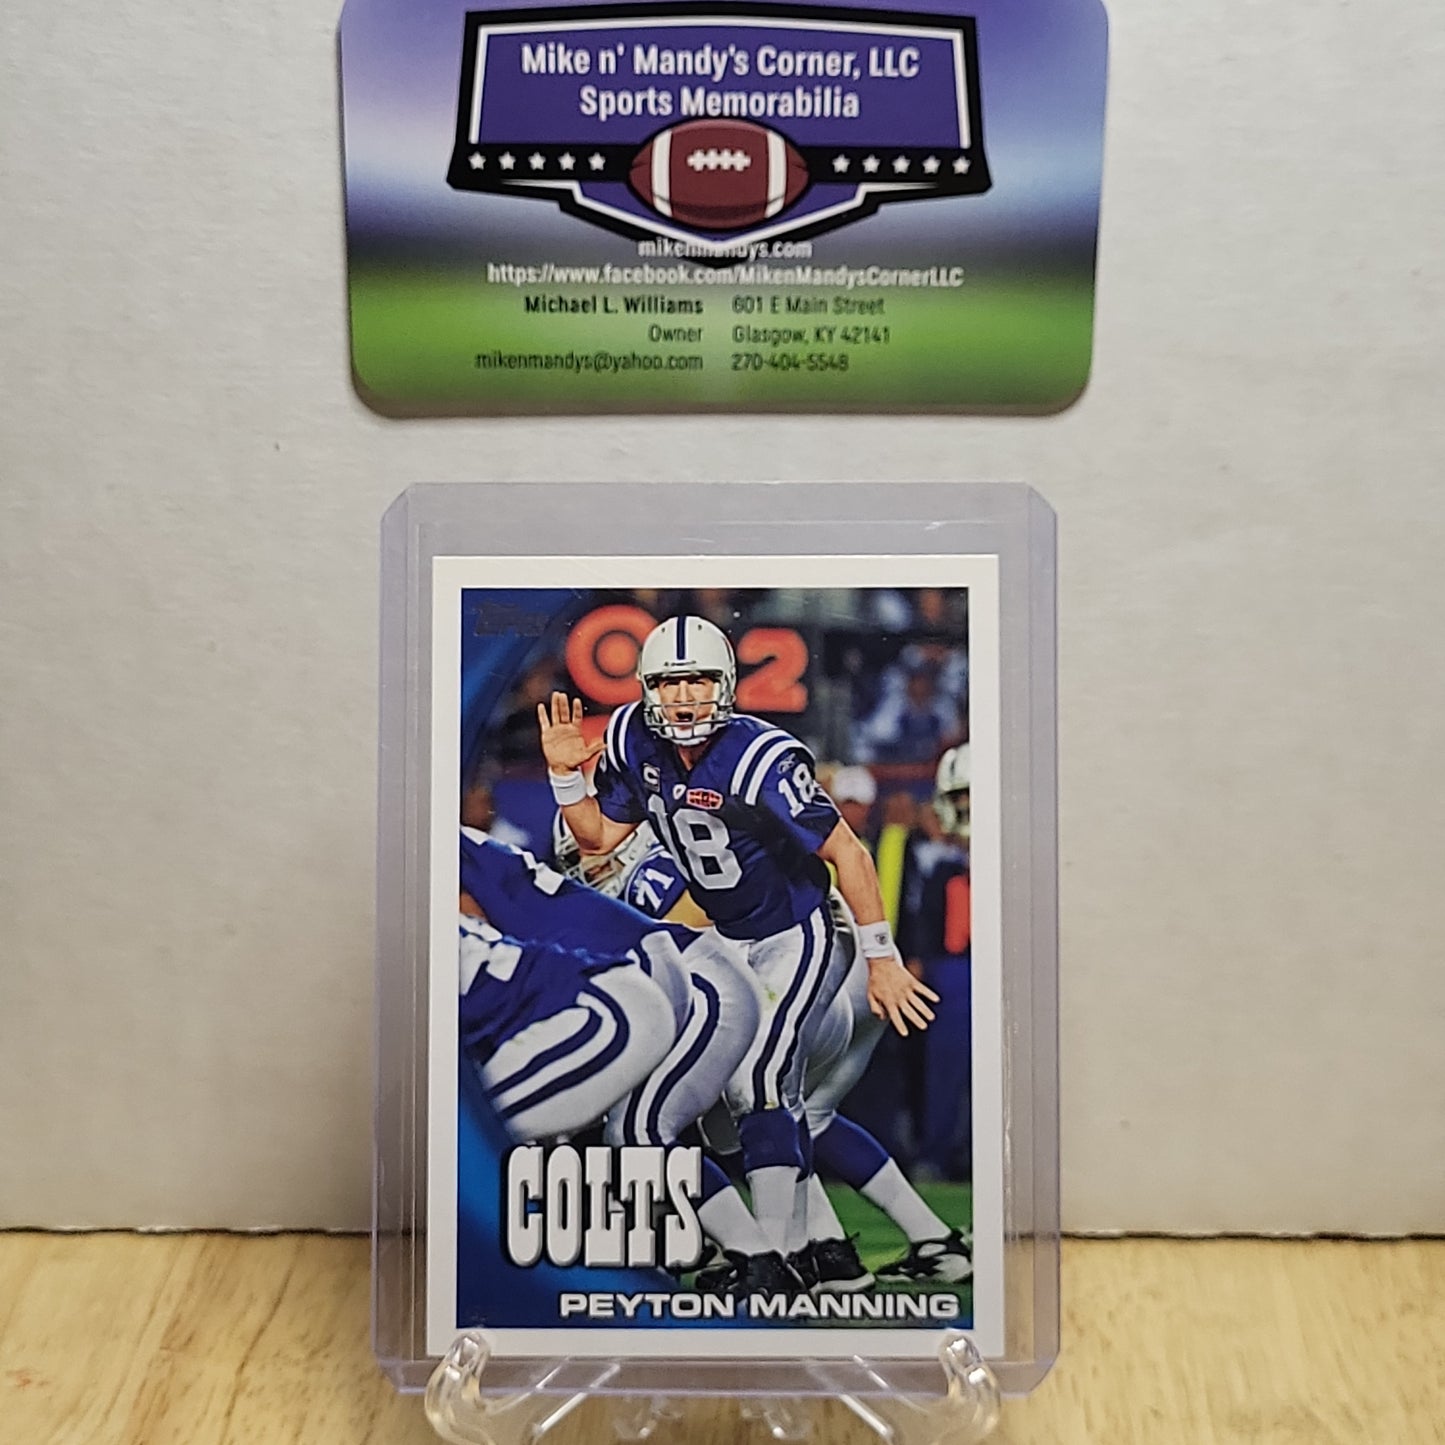 Mike n' Mandy's Corner, LLC
Sports Memorabilia
mikenmandys.com
https://www.facebook.com/MikenMandysCornerLLC
Michael L. Williams
601 E Main Street
Owner
Glasgow, KY 42141
mikenmandys@yahoo.com
270-404-5548
Topps
18
18
71
COLTS
PEYTON MANNING